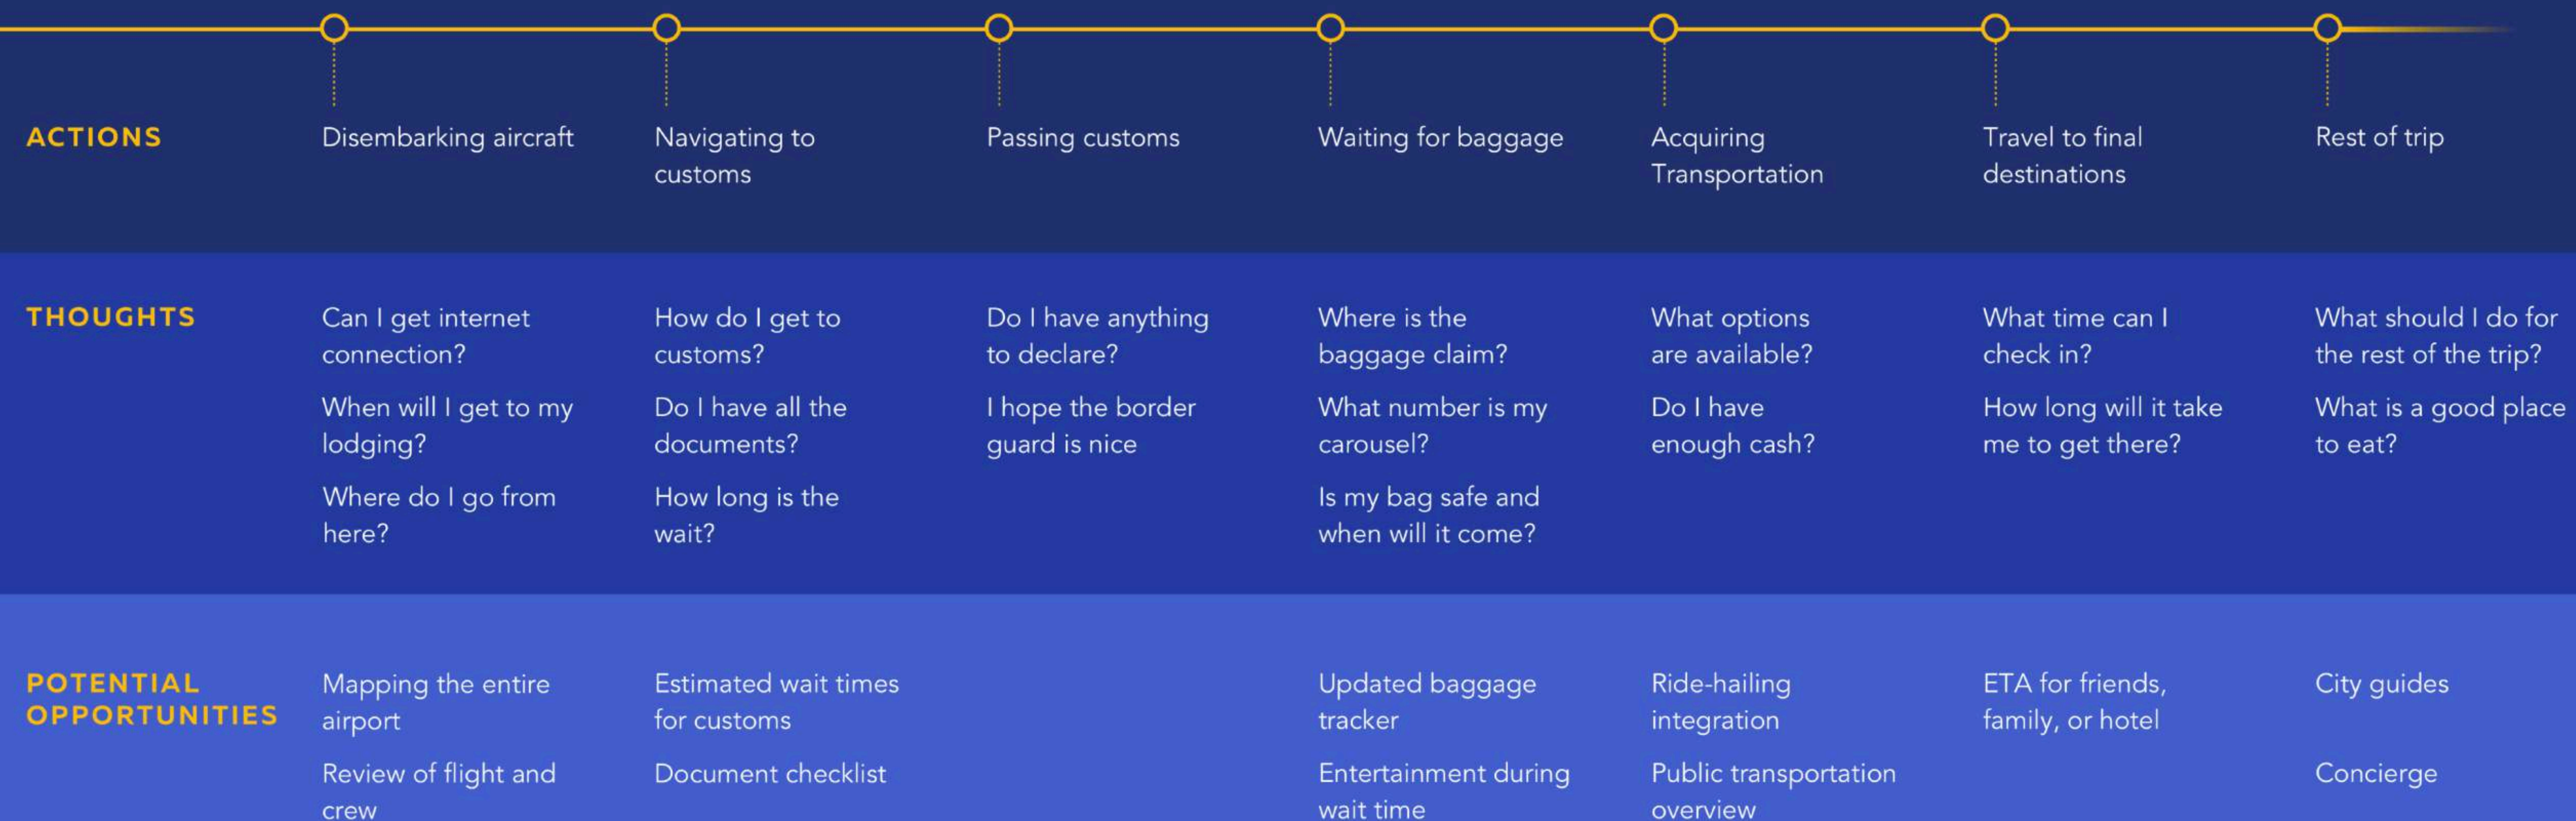 ACTIONS
Disembarking aircraft
Navigating to
customs
Passing customs
Waiting for baggage
Acquiring
Transportation
Travel to final
destinations
Rest of trip
THOUGHTS
Can I get internet
connection?
When will I get to my
lodging?
Where do I go from
here?
How do I get to
customs?
Do I have all the
documents?
How long is the
wait?
Do I have anything
to declare?
I hope the border
guard is nice
Where is the
baggage claim?
What number is my
carousel?
Is my bag safe and
when will it come?
What options
are available?
Do I have
enough cash?
What time can I
check in?
How long will it take
me to get there?
What should I do for
the rest of the trip?
What is a good place
to eat?
POTENTIAL
OPPORTUNITIES
Mapping the entire
airport
Review of flight and
crew
Estimated wait times
for customs
Document checklist
Updated baggage
tracker
Entertainment during
wait time
Ride-hailing
integration
Public transportation
overview
ETA for friends,
family, or hotel
City guides
Concierge